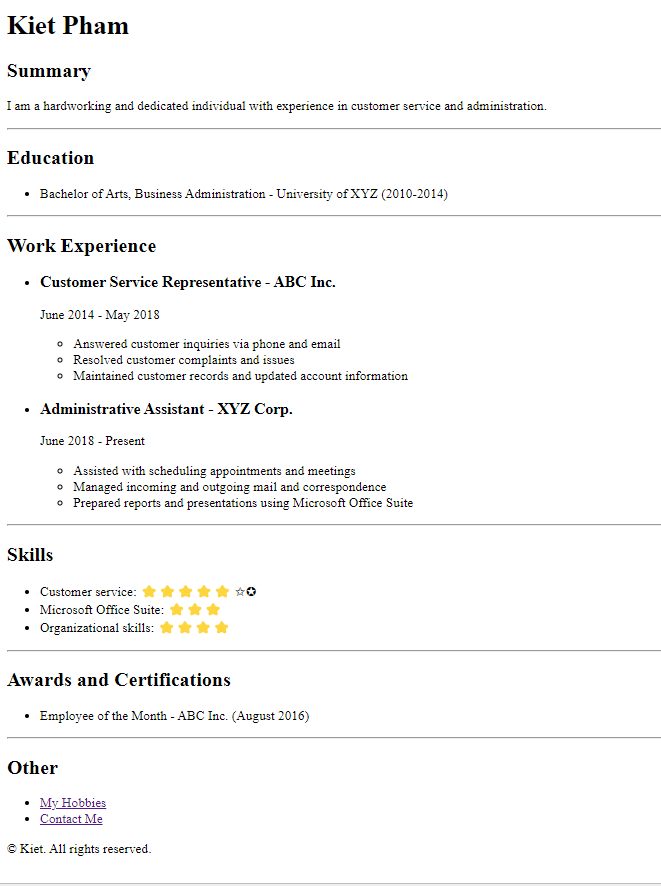 Kiet Pham
Summary
I am a hardworking and dedicated individual with experience in customer service and administration.
Education
• Bachelor of Arts, Business Administration - University of XYZ (2010-2014)
Work Experience
• Customer Service Representative - ABC Inc.
June 2014 - May 2018
○ Answered customer inquiries via phone and email
○ Resolved customer complaints and issues
○ Maintained customer records and updated account information
• Administrative Assistant - XYZ Corp.
June 2018 - Present
○ Assisted with scheduling appointments and meetings
○ Managed incoming and outgoing mail and correspondence
○ Prepared reports and presentations using Microsoft Office Suite
Skills
• Customer service: ⭐ ⭐ ⭐ ⭐ ⭐ ☆✪
• Microsoft Office Suite: ⭐ ⭐ ⭐
• Organizational skills: ⭐ ⭐ ⭐ ⭐
Awards and Certifications
• Employee of the Month - ABC Inc. (August 2016)
Other
• My Hobbies
• Contact Me
© Kiet. All rights reserved.